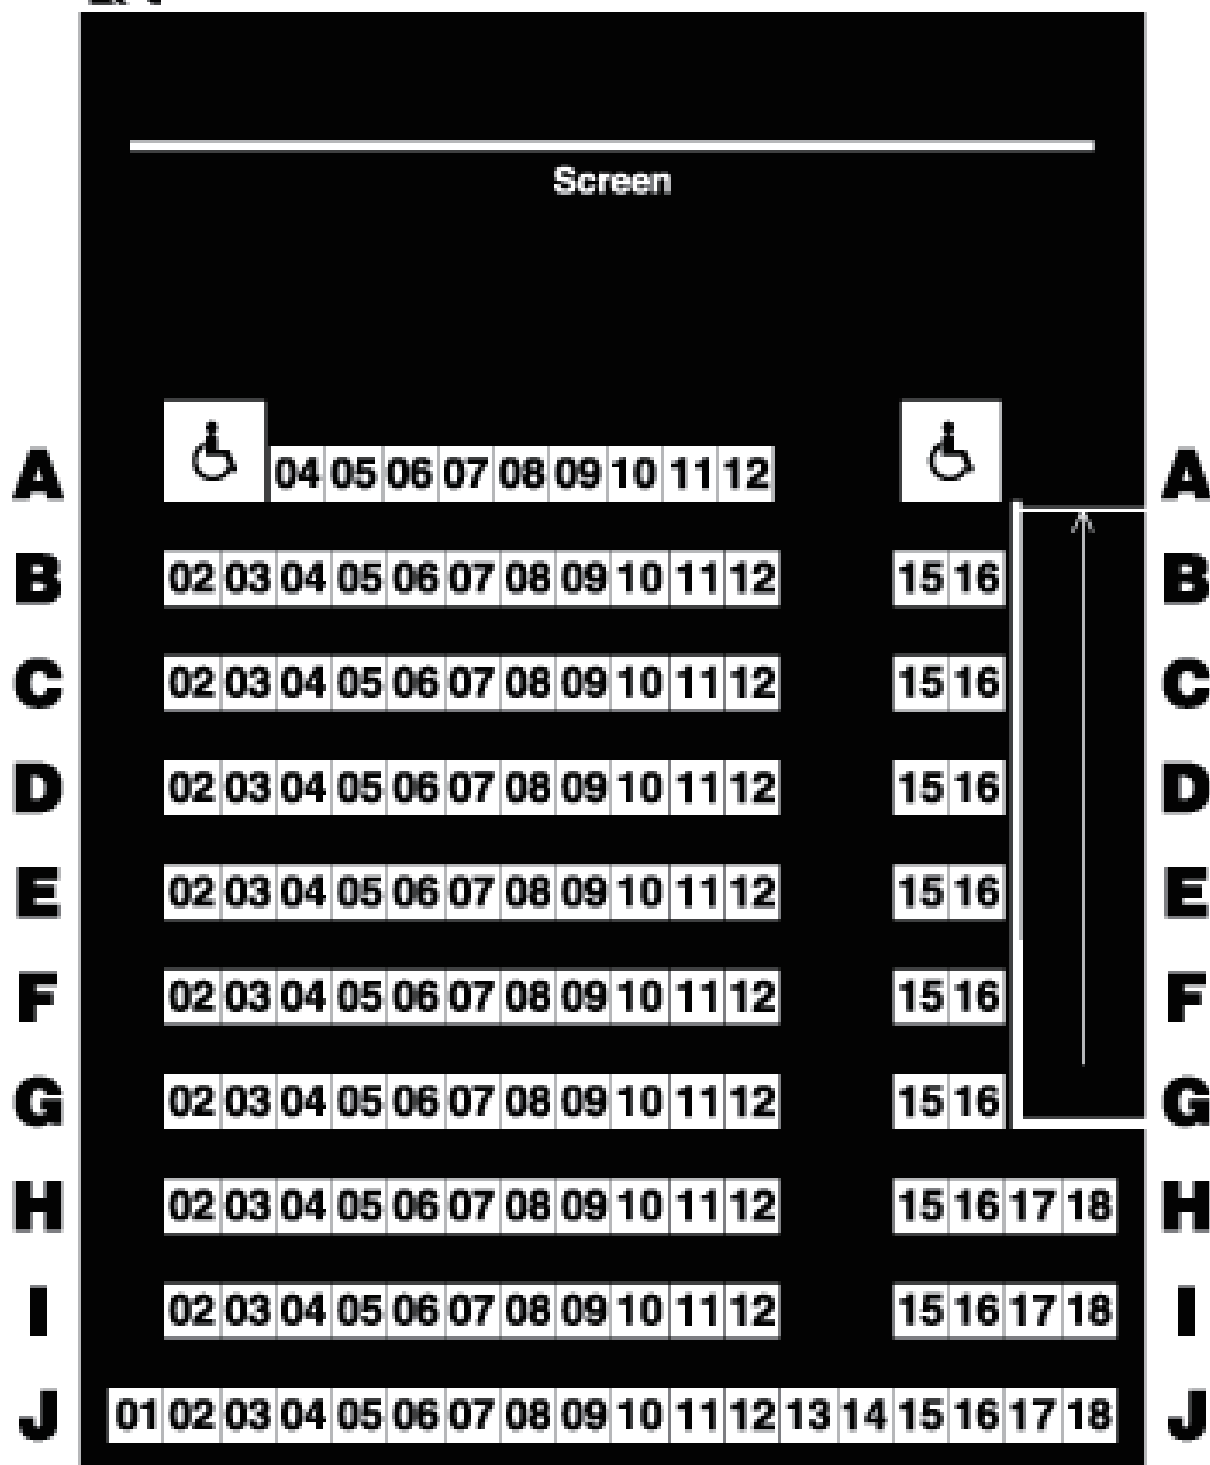 Screen
A 04 05 06 07 08 09 10 11 12 A
B 02 03 04 05 06 07 08 09 10 11 12 15 16 B
C 02 03 04 05 06 07 08 09 10 11 12 15 16 C
D 02 03 04 05 06 07 08 09 10 11 12 15 16 D
E 02 03 04 05 06 07 08 09 10 11 12 15 16 E
F 02 03 04 05 06 07 08 09 10 11 12 15 16 F
G 02 03 04 05 06 07 08 09 10 11 12 15 16 G
H 02 03 04 05 06 07 08 09 10 11 12 15 16 17 18 H
I 02 03 04 05 06 07 08 09 10 11 12 15 16 17 18 I
J 01 02 03 04 05 06 07 08 09 10 11 12 13 14 15 16 17 18 J